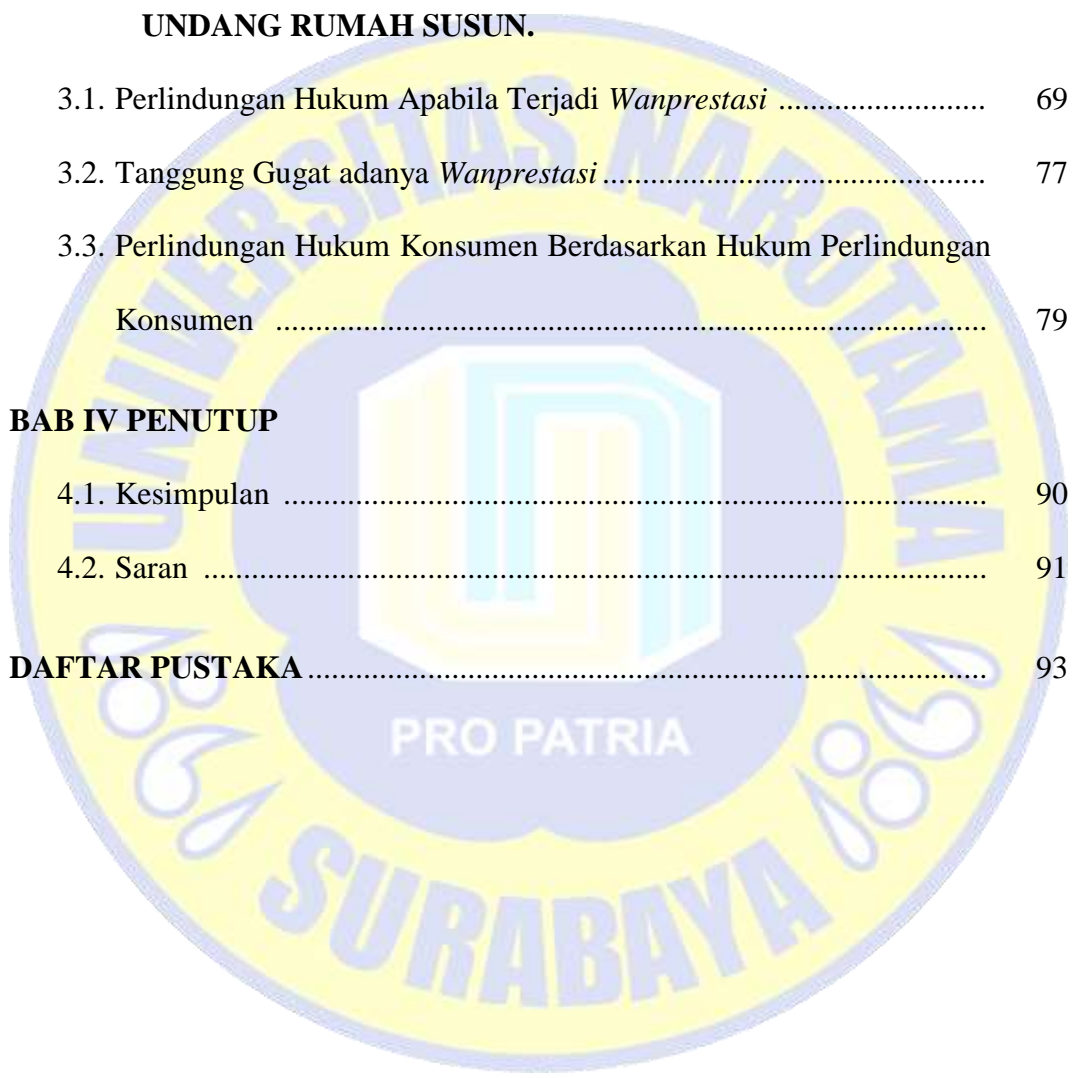 UNDANG RUMAH SUSUN.
3.1. Perlindungan Hukum Apabila Terjadi Wanprestasi .......................... 69
3.2. Tanggung Gugat adanya Wanprestasi ................................................ 77
3.3. Perlindungan Hukum Konsumen Berdasarkan Hukum Perlindungan
Konsumen ......................................................................................... 79
BAB IV PENUTUP
4.1. Kesimpulan ........................................................................................ 90
4.2. Saran .................................................................................................. 91
DAFTAR PUSTAKA ..................................................................................... 93
UNIVERSITAS NAROTAMA
PRO PATRIA
SURABAYA